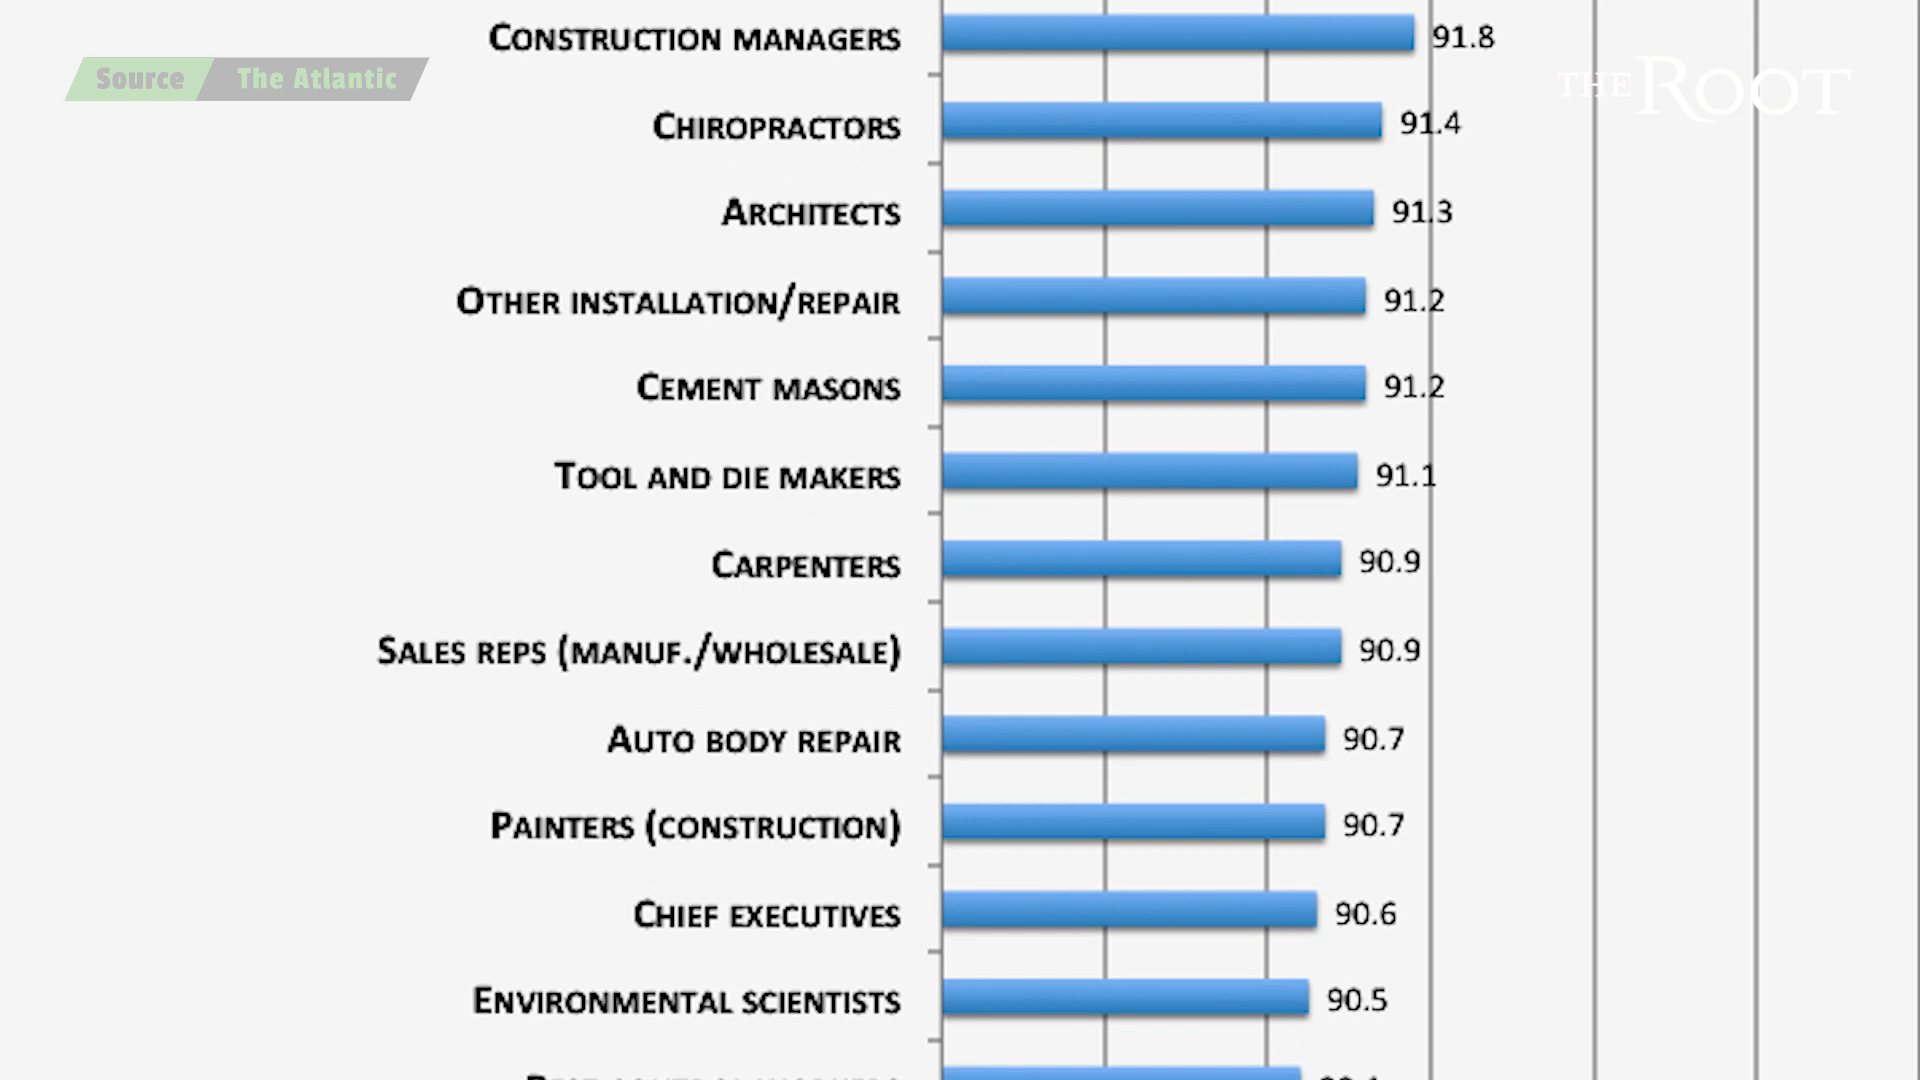 CONSTRUCTION MANAGERS 91.8
Source The Atlantic
THE ROOT
CHIROPRACTORS 91.4
ARCHITECTS 91.3
OTHER INSTALLATION/REPAIR 91.2
CEMENT MASONS 91.2
TOOL AND DIE MAKERS 91.1
CARPENTERS 90.9
SALES REPS (MANUF./WHOLESALE) 90.9
AUTO BODY REPAIR 90.7
PAINTERS (CONSTRUCTION) 90.7
CHIEF EXECUTIVES 90.6
ENVIRONMENTAL SCIENTISTS 90.5